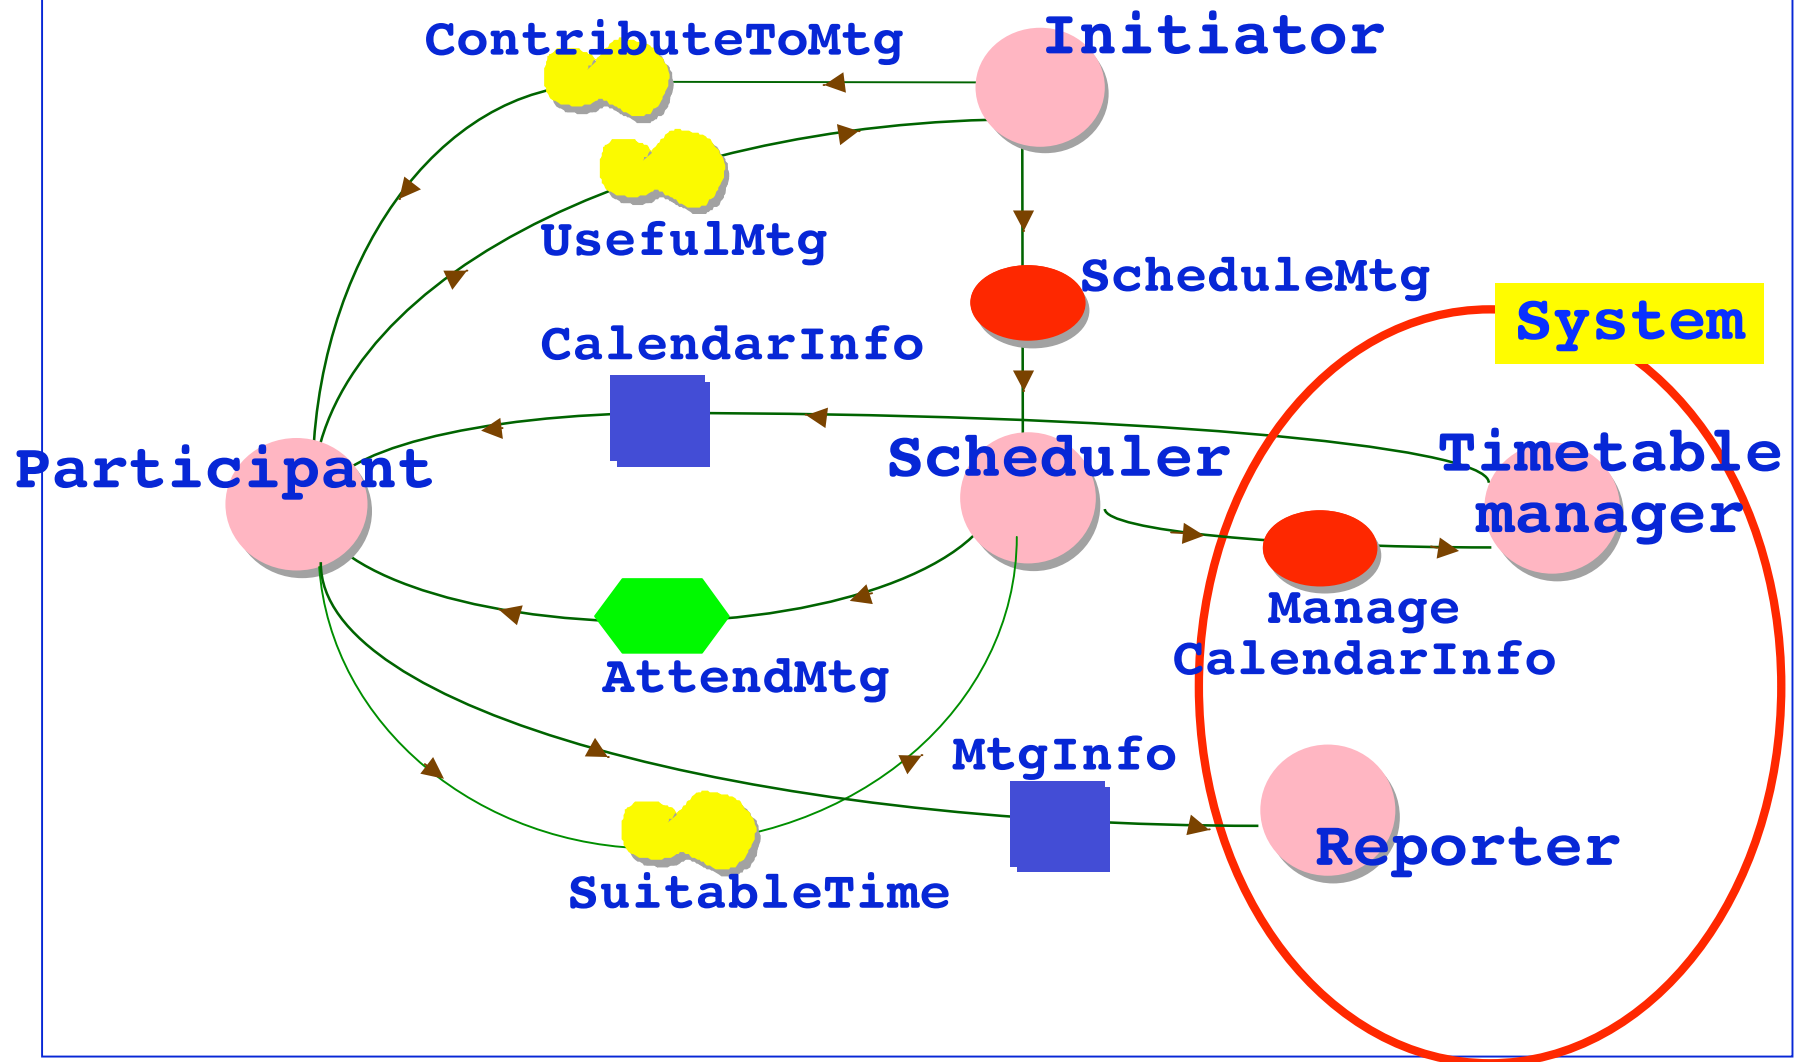 Initiator
ContributeToMtg
UsefulMtg
ScheduleMtg
System
CalendarInfo
Participant
Scheduler
Timetable
manager
Manage
CalendarInfo
AttendMtg
MtgInfo
Reporter
SuitableTime